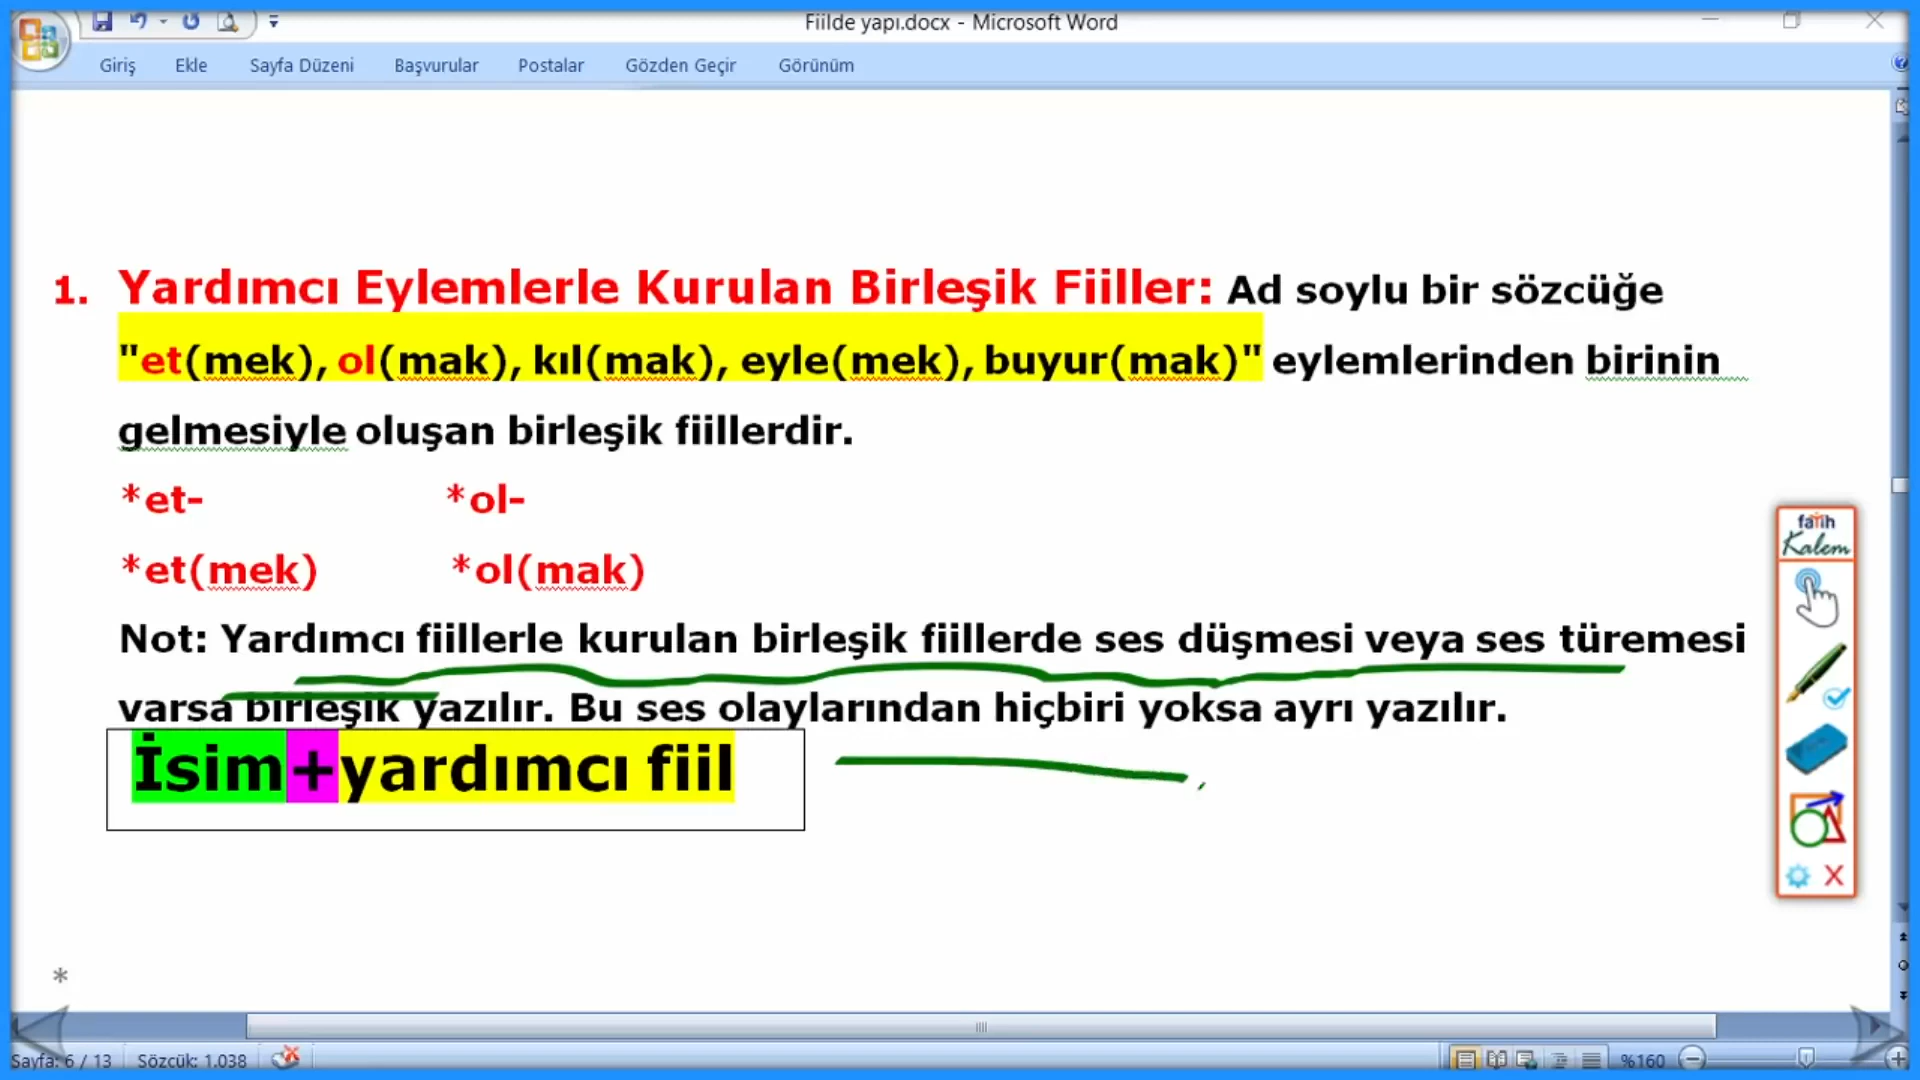 Fiilde yapı.docx - Microsoft Word
Giriş Ekle Sayfa Düzeni Başvurular Postalar Gözden Geçir Görünüm
1. Yardımcı Eylemlerle Kurulan Birleşik Fiiller: Ad soylu bir sözcüğe
"et(mek), ol(mak), kıl(mak), eyle(mek), buyur(mak)" eylemlerinden birinin
gelmesiyle oluşan birleşik fiillerdir.
*et- *ol-
*et(mek) *ol(mak)
Not: Yardımcı fiillerle kurulan birleşik fiillerde ses düşmesi veya ses türemesi
varsa birleşik yazılır. Bu ses olaylarından hiçbiri yoksa ayrı yazılır.
İsim+yardımcı fiil
fatih
Kalem
*
Sayfa: 6 / 13 Sözcük: 1.038 %160